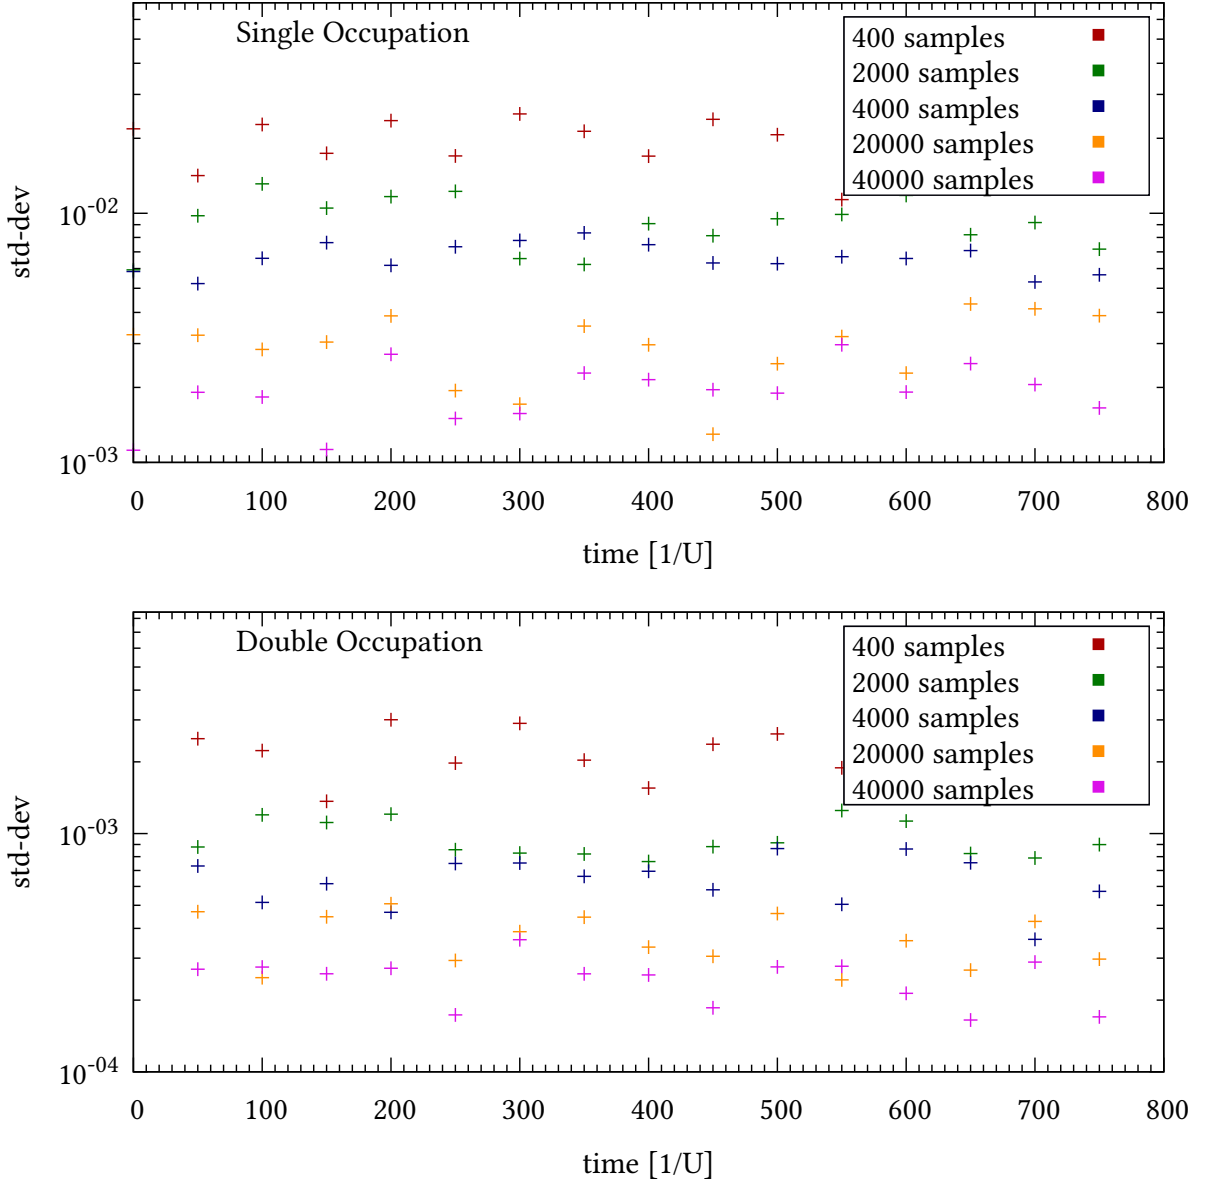 Single Occupation
400 samples
2000 samples
4000 samples
20000 samples
40000 samples
std-dev
10-02
10-03
0 100 200 300 400 500 600 700 800
time [1/U]
Double Occupation
400 samples
2000 samples
4000 samples
20000 samples
40000 samples
std-dev
10-03
10-04
0 100 200 300 400 500 600 700 800
time [1/U]